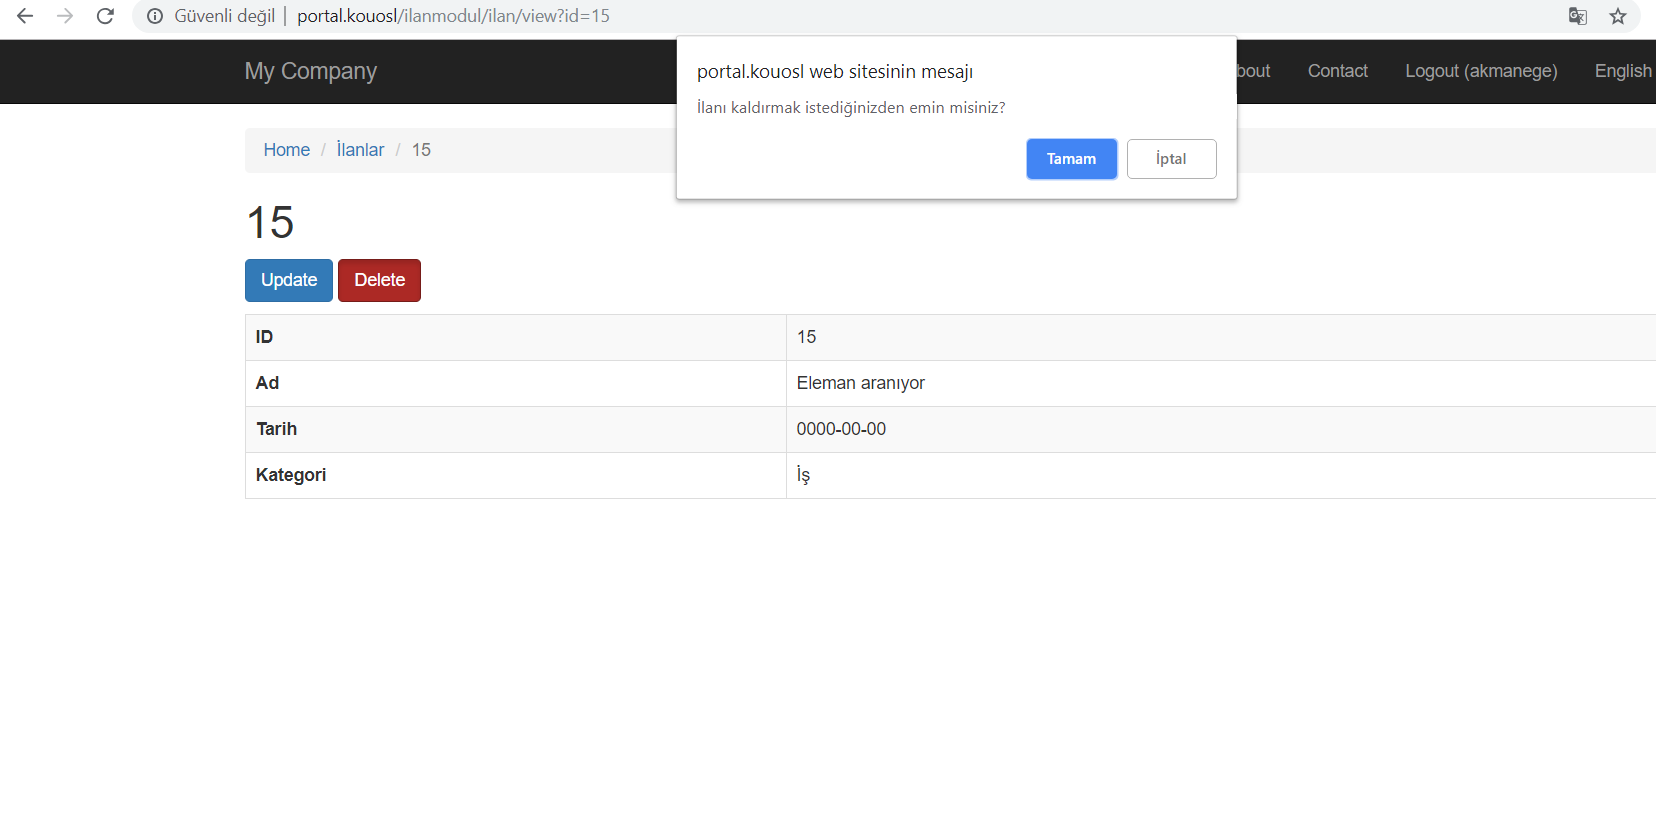 Güvenli değil | portal.kouosl/ilanmodul/ilan/view?id=15
My Company
bout Contact Logout (akmanege) English
portal.kouosl web sitesinin mesajı
İlanı kaldırmak istediğinizden emin misiniz?
Tamam İptal
Home / İlanlar / 15
15
Update Delete
ID 15
Ad Eleman aranıyor
Tarih 0000-00-00
Kategori İş